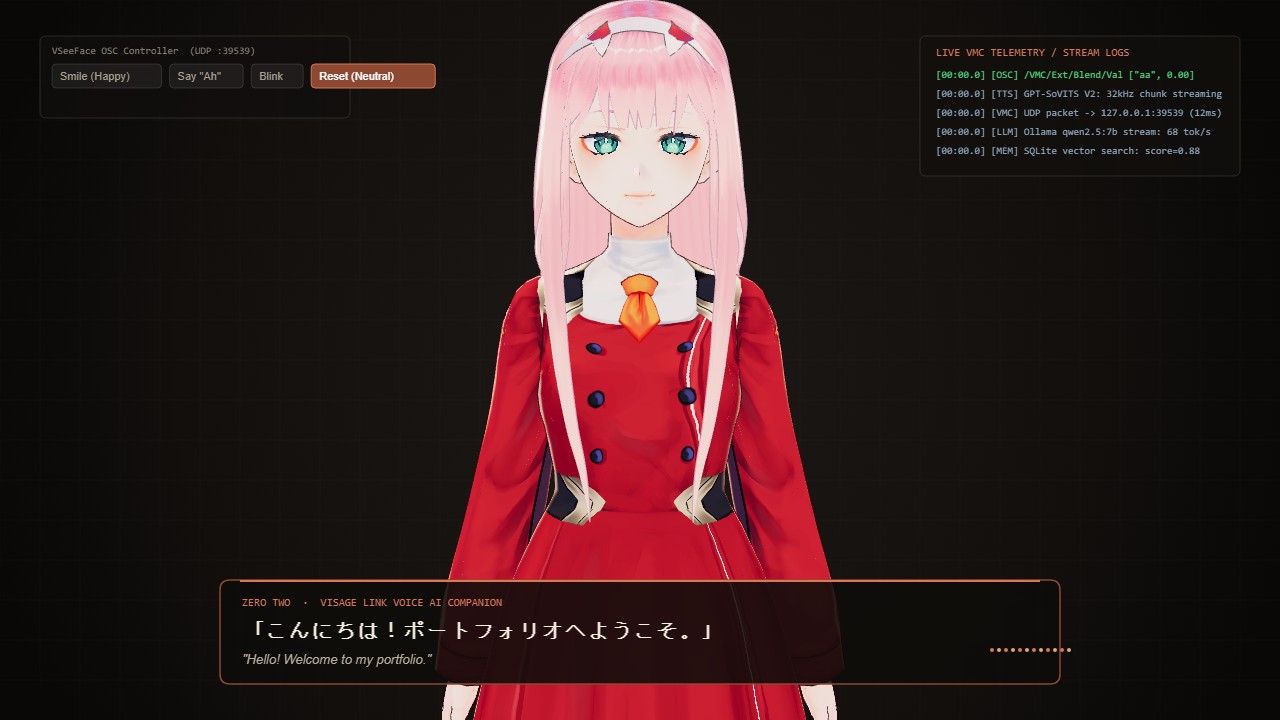 VSeeFace OSC Controller (UDP :39539)
Smile (Happy) Say "Ah" Blink Reset (Neutral)
LIVE VMC TELEMETRY / STREAM LOGS
[00:00.0] [OSC] /VMC/Ext/Blend/Val ["aa", 0.00]
[00:00.0] [TTS] GPT-SoVITS V2: 32kHz chunk streaming
[00:00.0] [VMC] UDP packet -> 127.0.0.1:39539 (12ms)
[00:00.0] [LLM] Ollama qwen2.5:7b stream: 68 tok/s
[00:00.0] [MEM] SQLite vector search: score=0.88
ZERO TWO · VISAGE LINK VOICE AI COMPANION
「こんにちは！ポートフォリオへようこそ。」
"Hello! Welcome to my portfolio."